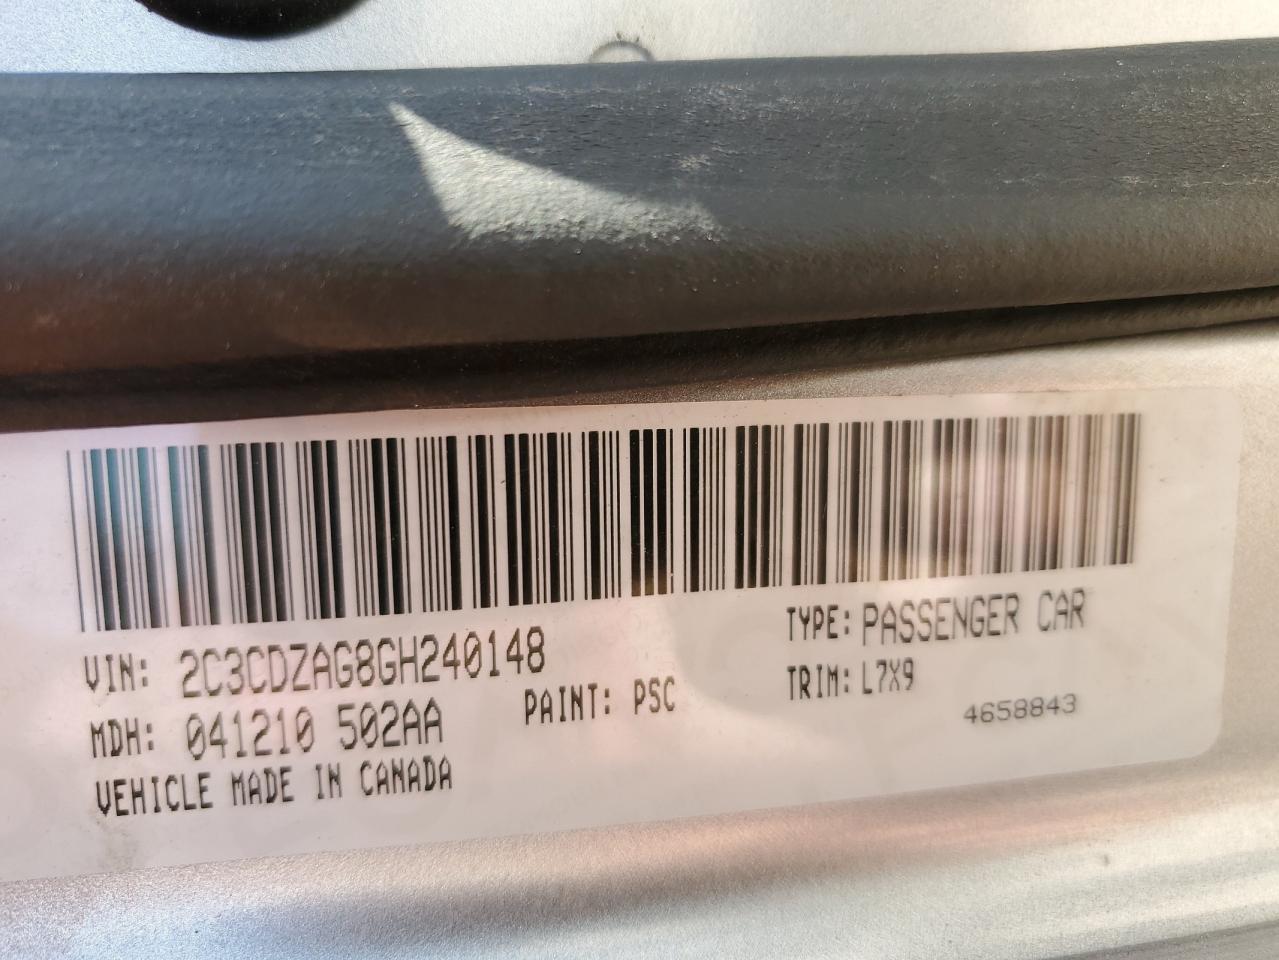 VIN: 2C3CDZAG8GH240148
TYPE: PASSENGER CAR
MDH: 041210 502AA
PAINT: PSC
TRIM: L7X9
VEHICLE MADE IN CANADA
4658843